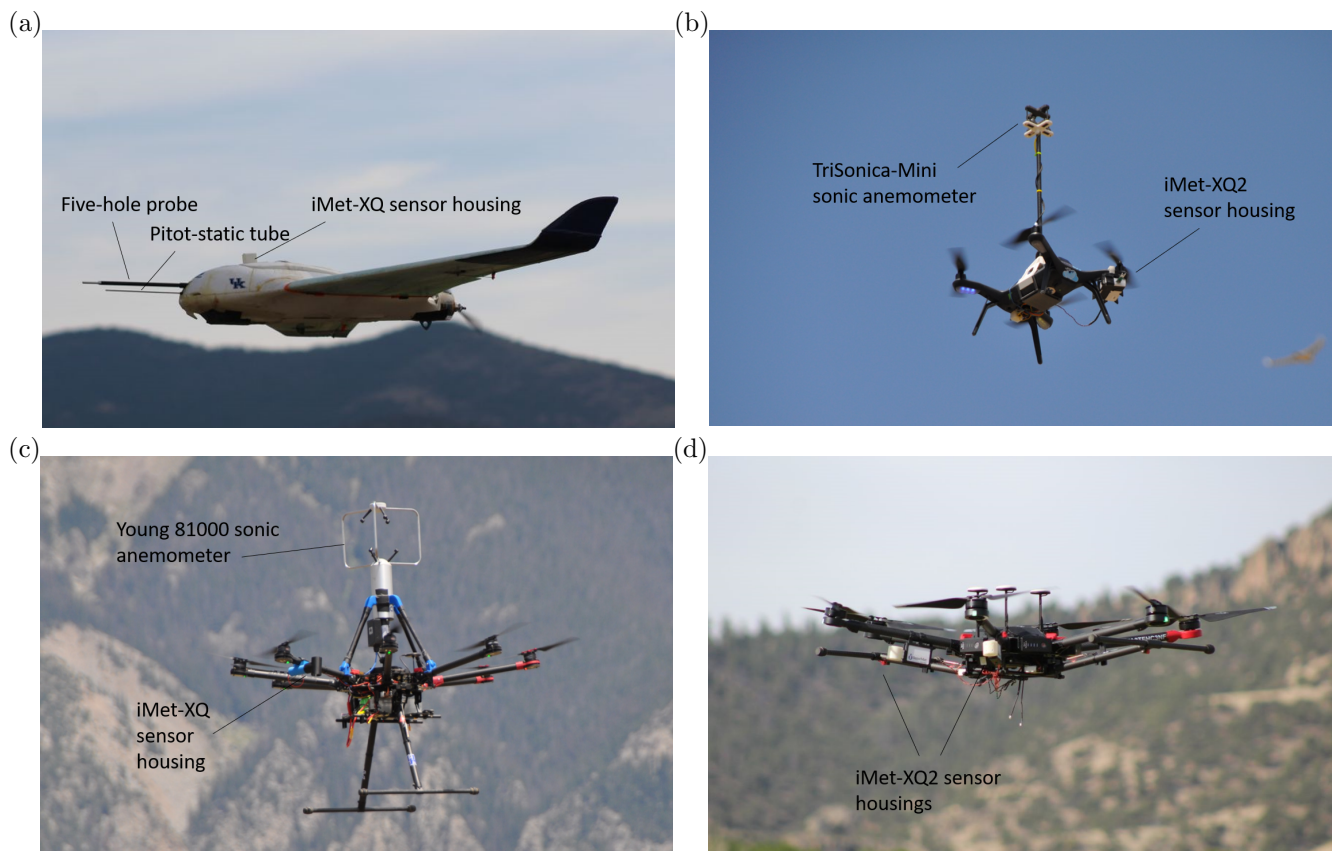 (a)
Five-hole probe
iMet-XQ sensor housing
Pitot-static tube
UK
(b)
TriSonica-Mini
sonic anemometer
iMet-XQ2
sensor housing
(c)
Young 81000 sonic
anemometer
iMet-XQ
sensor
housing
(d)
iMet-XQ2 sensor
housings